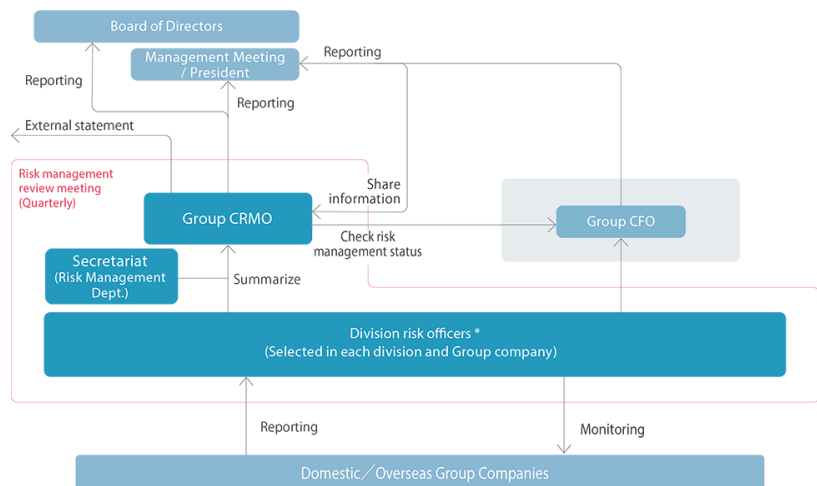 Board of Directors
Management Meeting
/ President
Reporting
Reporting
Reporting
External statement
Risk management
review meeting
(Quarterly)
Share
information
Group CRMO
Group CFO
Check risk
management status
Secretariat
(Risk Management
Dept.)
Summarize
Division risk officers *
(Selected in each division and Group company)
Reporting
Monitoring
Domestic／Overseas Group Companies